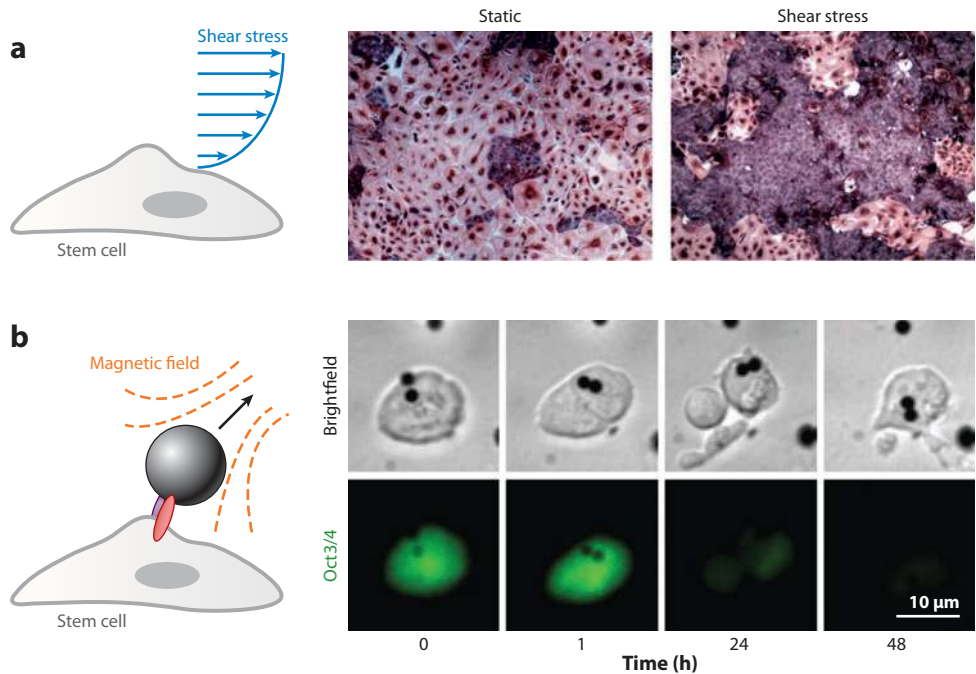 a
Shear stress
Stem cell
Static
Shear stress
b
Magnetic field
Stem cell
Brightfield
Oct3/4
10 µm
0
1
24
48
Time (h)